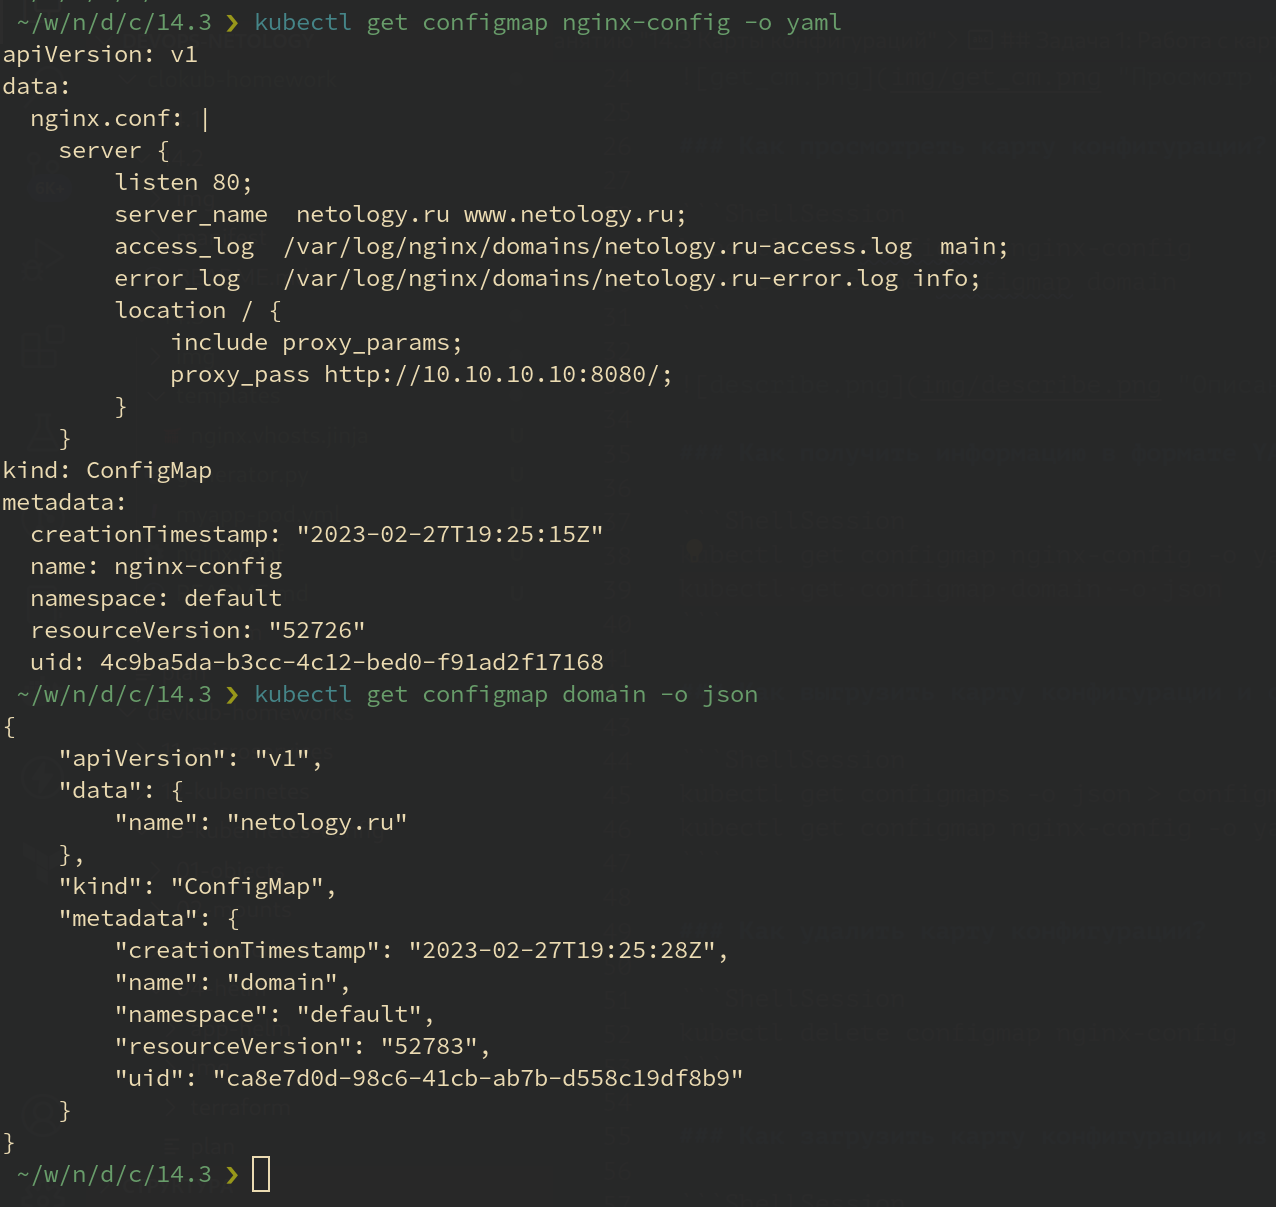 ~/w/n/d/c/14.3 ❯ kubectl get configmap nginx-config -o yaml
apiVersion: v1
data:
  nginx.conf: |
    server {
        listen 80;
        server_name  netology.ru www.netology.ru;
        access_log  /var/log/nginx/domains/netology.ru-access.log  main;
        error_log   /var/log/nginx/domains/netology.ru-error.log info;
        location / {
            include proxy_params;
            proxy_pass http://10.10.10.10:8080/;
        }
    }
kind: ConfigMap
metadata:
  creationTimestamp: "2023-02-27T19:25:15Z"
  name: nginx-config
  namespace: default
  resourceVersion: "52726"
  uid: 4c9ba5da-b3cc-4c12-bed0-f91ad2f17168
~/w/n/d/c/14.3 ❯ kubectl get configmap domain -o json
{
    "apiVersion": "v1",
    "data": {
        "name": "netology.ru"
    },
    "kind": "ConfigMap",
    "metadata": {
        "creationTimestamp": "2023-02-27T19:25:28Z",
        "name": "domain",
        "namespace": "default",
        "resourceVersion": "52783",
        "uid": "ca8e7d0d-98c6-41cb-ab7b-d558c19df8b9"
    }
}
~/w/n/d/c/14.3 ❯